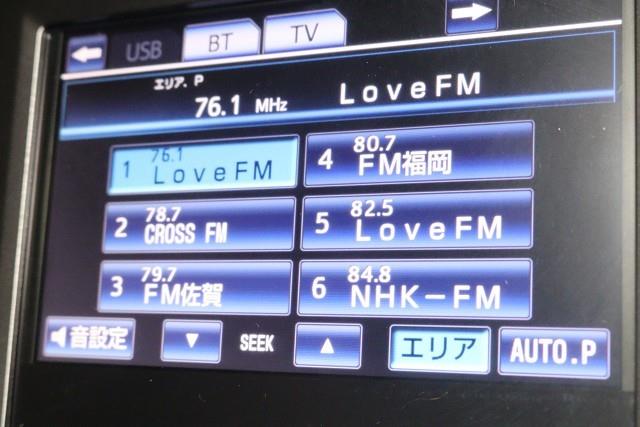 USB BT TV
エリア. P
76.1 MHz LoveFM
1 76.1 LoveFM
2 78.7 CROSS FM
3 79.7 FM佐賀
4 80.7 FM福岡
5 82.5 LoveFM
6 84.8 NHK-FM
音設定 ▼ SEEK ▲ エリア AUTO.P